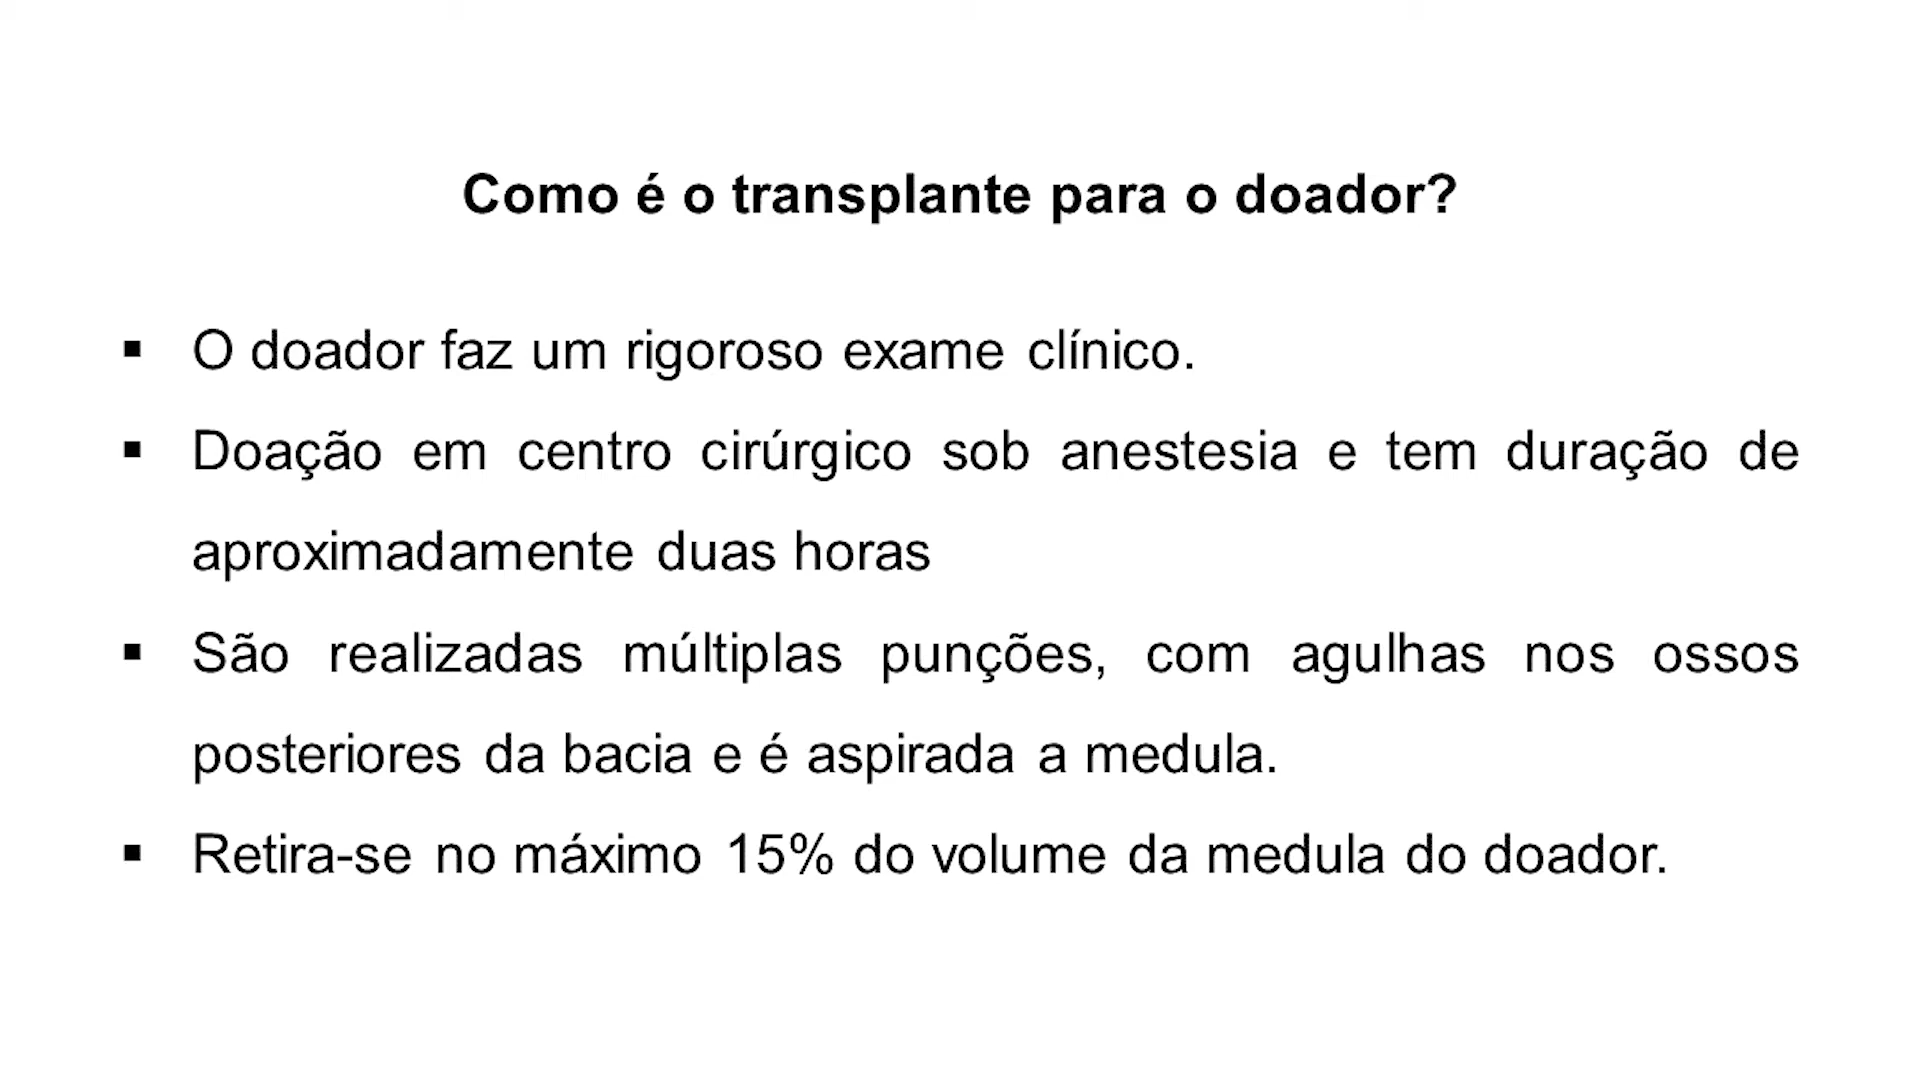 Como é o transplante para o doador?
▪ O doador faz um rigoroso exame clínico.
▪ Doação em centro cirúrgico sob anestesia e tem duração de
aproximadamente duas horas
▪ São realizadas múltiplas punções, com agulhas nos ossos
posteriores da bacia e é aspirada a medula.
▪ Retira-se no máximo 15% do volume da medula do doador.